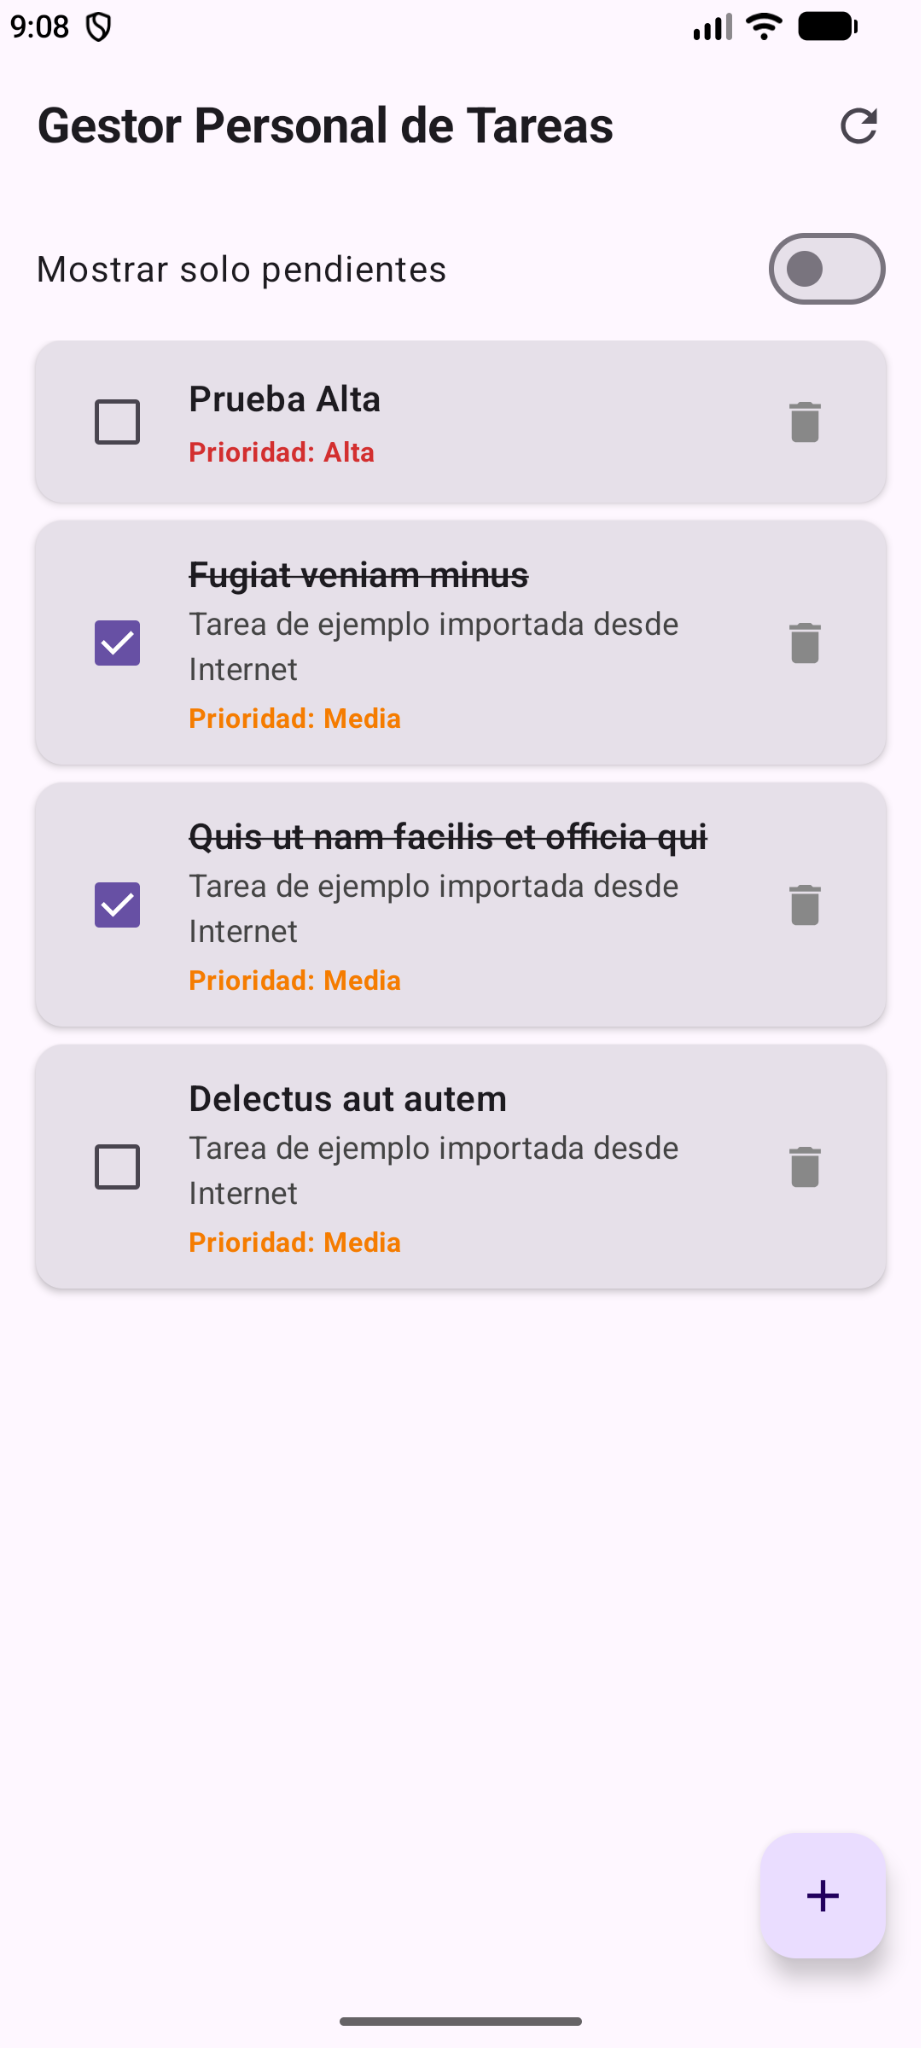 9:08
Gestor Personal de Tareas
Mostrar solo pendientes
Prueba Alta
Prioridad: Alta
Fugiat veniam minus
Tarea de ejemplo importada desde
Internet
Prioridad: Media
Quis ut nam facilis et officia qui
Tarea de ejemplo importada desde
Internet
Prioridad: Media
Delectus aut autem
Tarea de ejemplo importada desde
Internet
Prioridad: Media